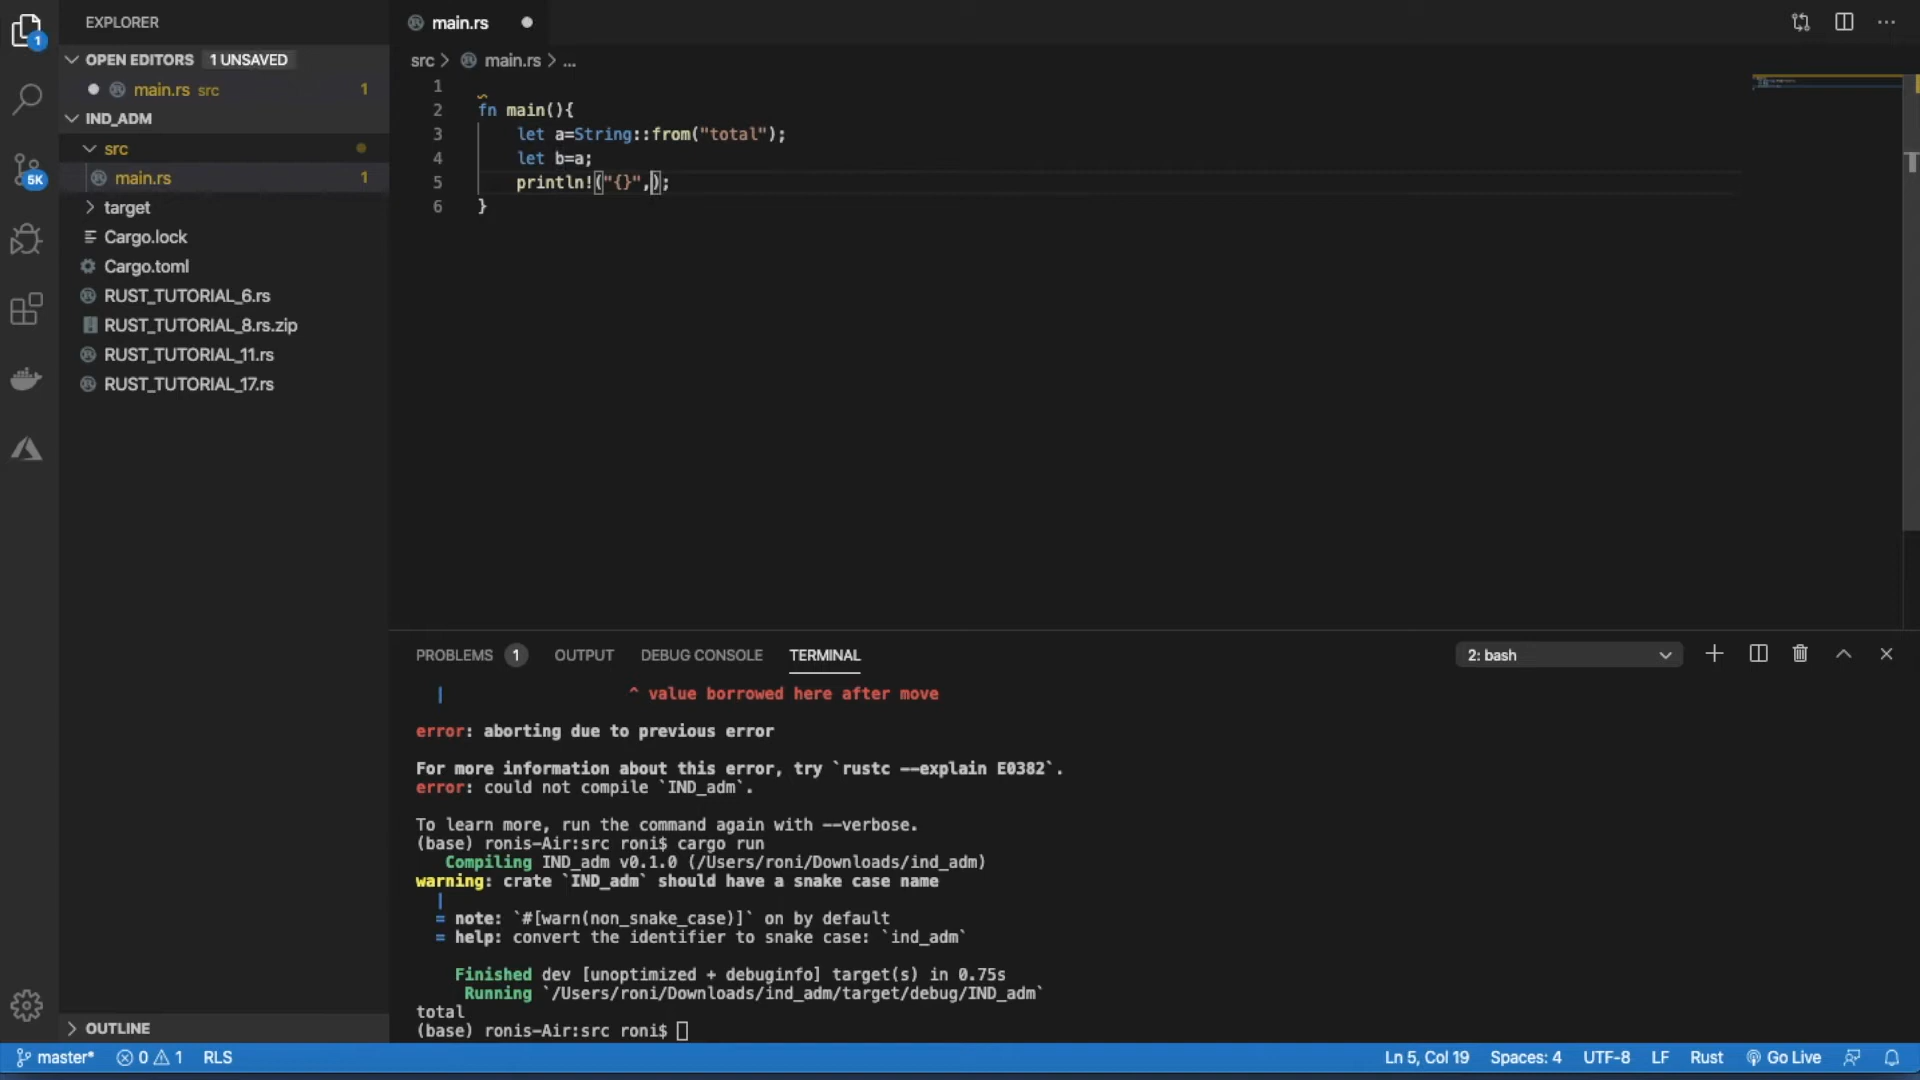 EXPLORER
OPEN EDITORS 1 UNSAVED
main.rs src 1
IND_ADM
src
main.rs 1
target
Cargo.lock
Cargo.toml
RUST_TUTORIAL_6.rs
RUST_TUTORIAL_8.rs.zip
RUST_TUTORIAL_11.rs
RUST_TUTORIAL_17.rs
OUTLINE
1
5K
main.rs
src > main.rs > ...
1
2 fn main(){
3 let a=String::from("total");
4 let b=a;
5 println!("{}",);
6 }
PROBLEMS 1 OUTPUT DEBUG CONSOLE TERMINAL 2: bash
| ^ value borrowed here after move
error: aborting due to previous error
For more information about this error, try `rustc --explain E0382`.
error: could not compile `IND_adm`.
To learn more, run the command again with --verbose.
(base) ronis-Air:src roni$ cargo run
Compiling IND_adm v0.1.0 (/Users/roni/Downloads/ind_adm)
warning: crate `IND_adm` should have a snake case name
|
= note: `#[warn(non_snake_case)]` on by default
= help: convert the identifier to snake case: `ind_adm`
Finished dev [unoptimized + debuginfo] target(s) in 0.75s
Running `/Users/roni/Downloads/ind_adm/target/debug/IND_adm`
total
(base) ronis-Air:src roni$
master* 0 1 RLS Ln 5, Col 19 Spaces: 4 UTF-8 LF Rust Go Live